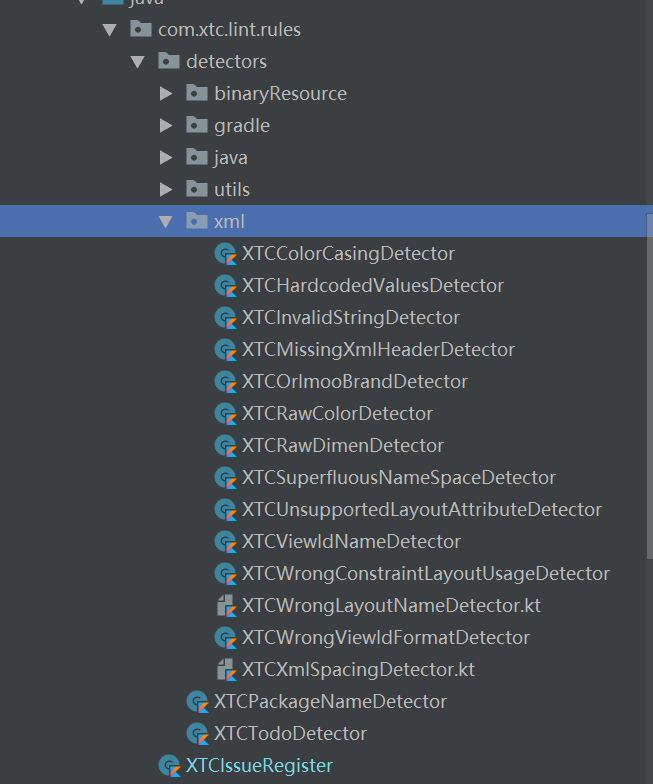 java
com.xtc.lint.rules
detectors
binaryResource
gradle
java
utils
xml
XTCColorCasingDetector
XTCHardcodedValuesDetector
XTCInvalidStringDetector
XTCMissingXmlHeaderDetector
XTCOrImooBrandDetector
XTCRawColorDetector
XTCRawDimenDetector
XTCSuperfluousNameSpaceDetector
XTCUnsupportedLayoutAttributeDetector
XTCViewIdNameDetector
XTCWrongConstraintLayoutUsageDetector
XTCWrongLayoutNameDetector.kt
XTCWrongViewIdFormatDetector
XTCXmlSpacingDetector.kt
XTCPackageNameDetector
XTCTodoDetector
XTCIssueRegister